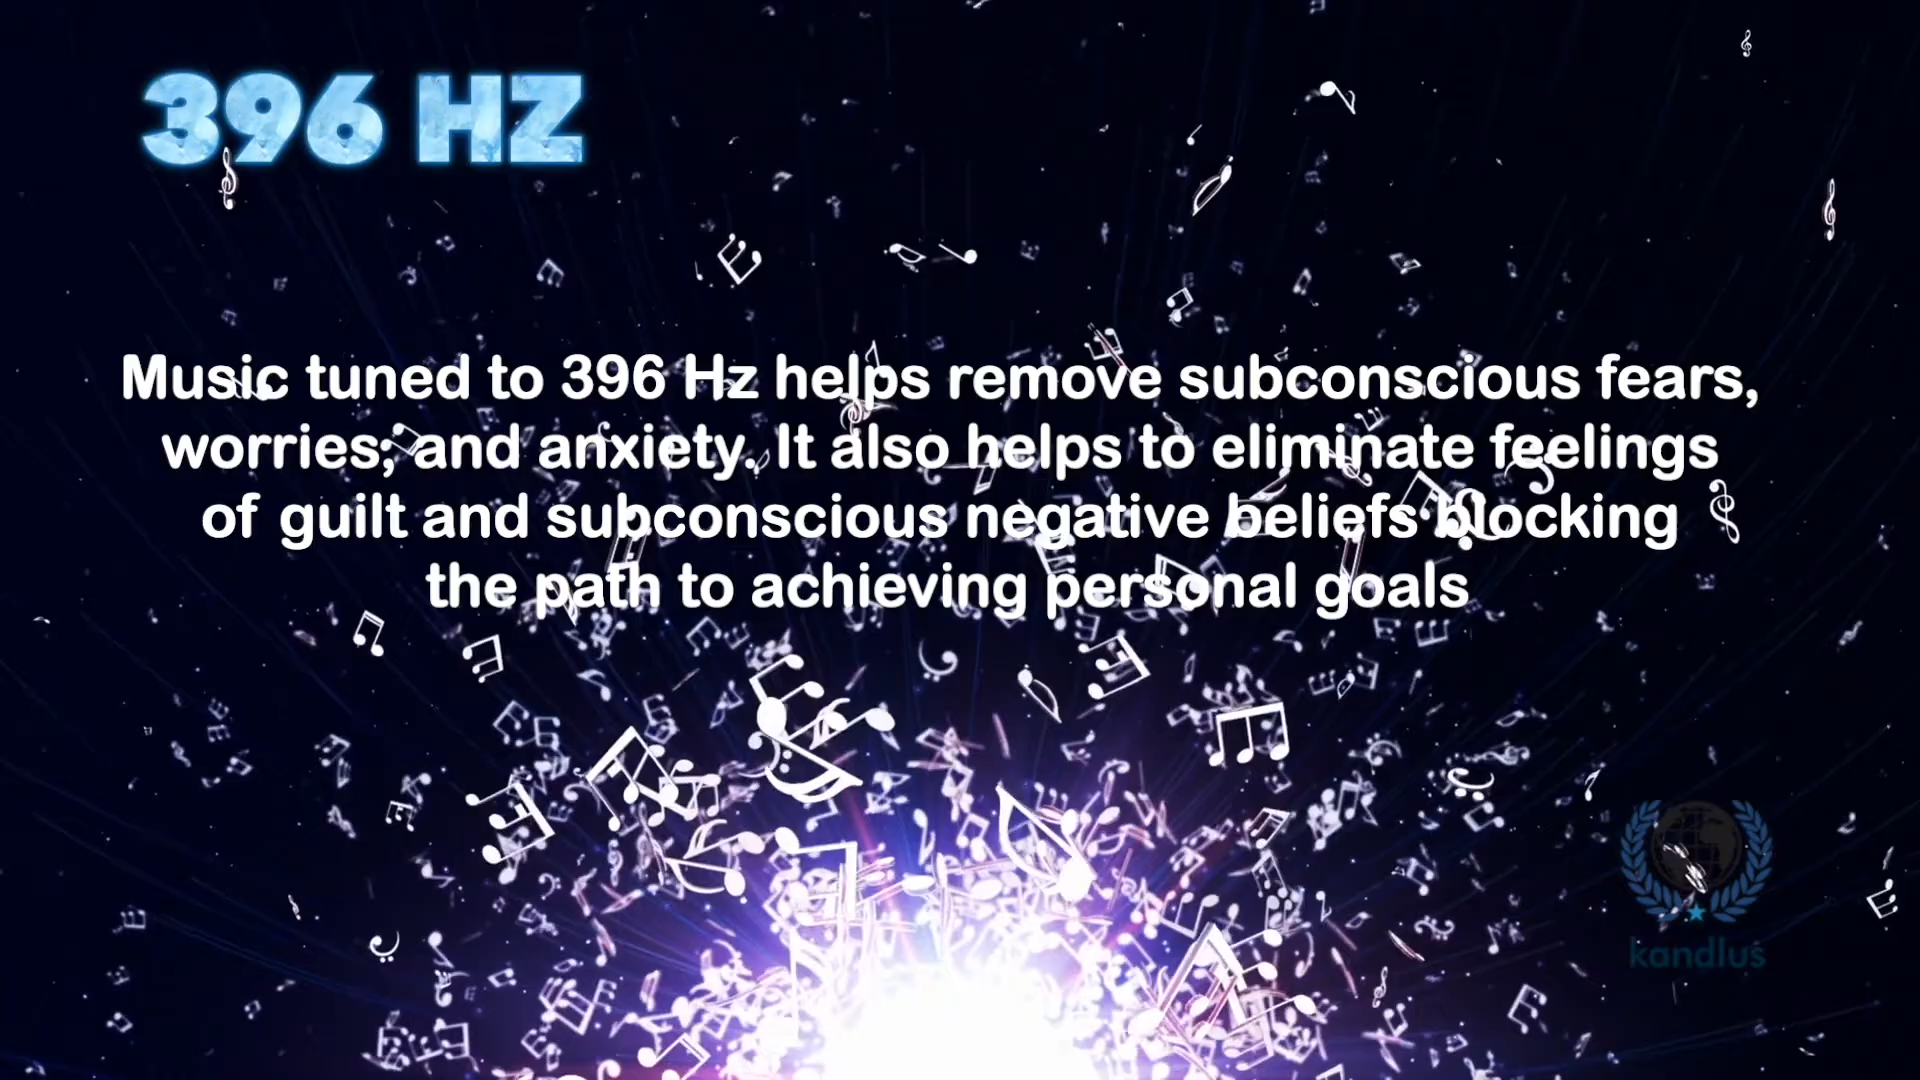 396 HZ
Music tuned to 396 Hz helps remove subconscious fears,
worries, and anxiety. It also helps to eliminate feelings
of guilt and subconscious negative beliefs blocking
the path to achieving personal goals
kandlus